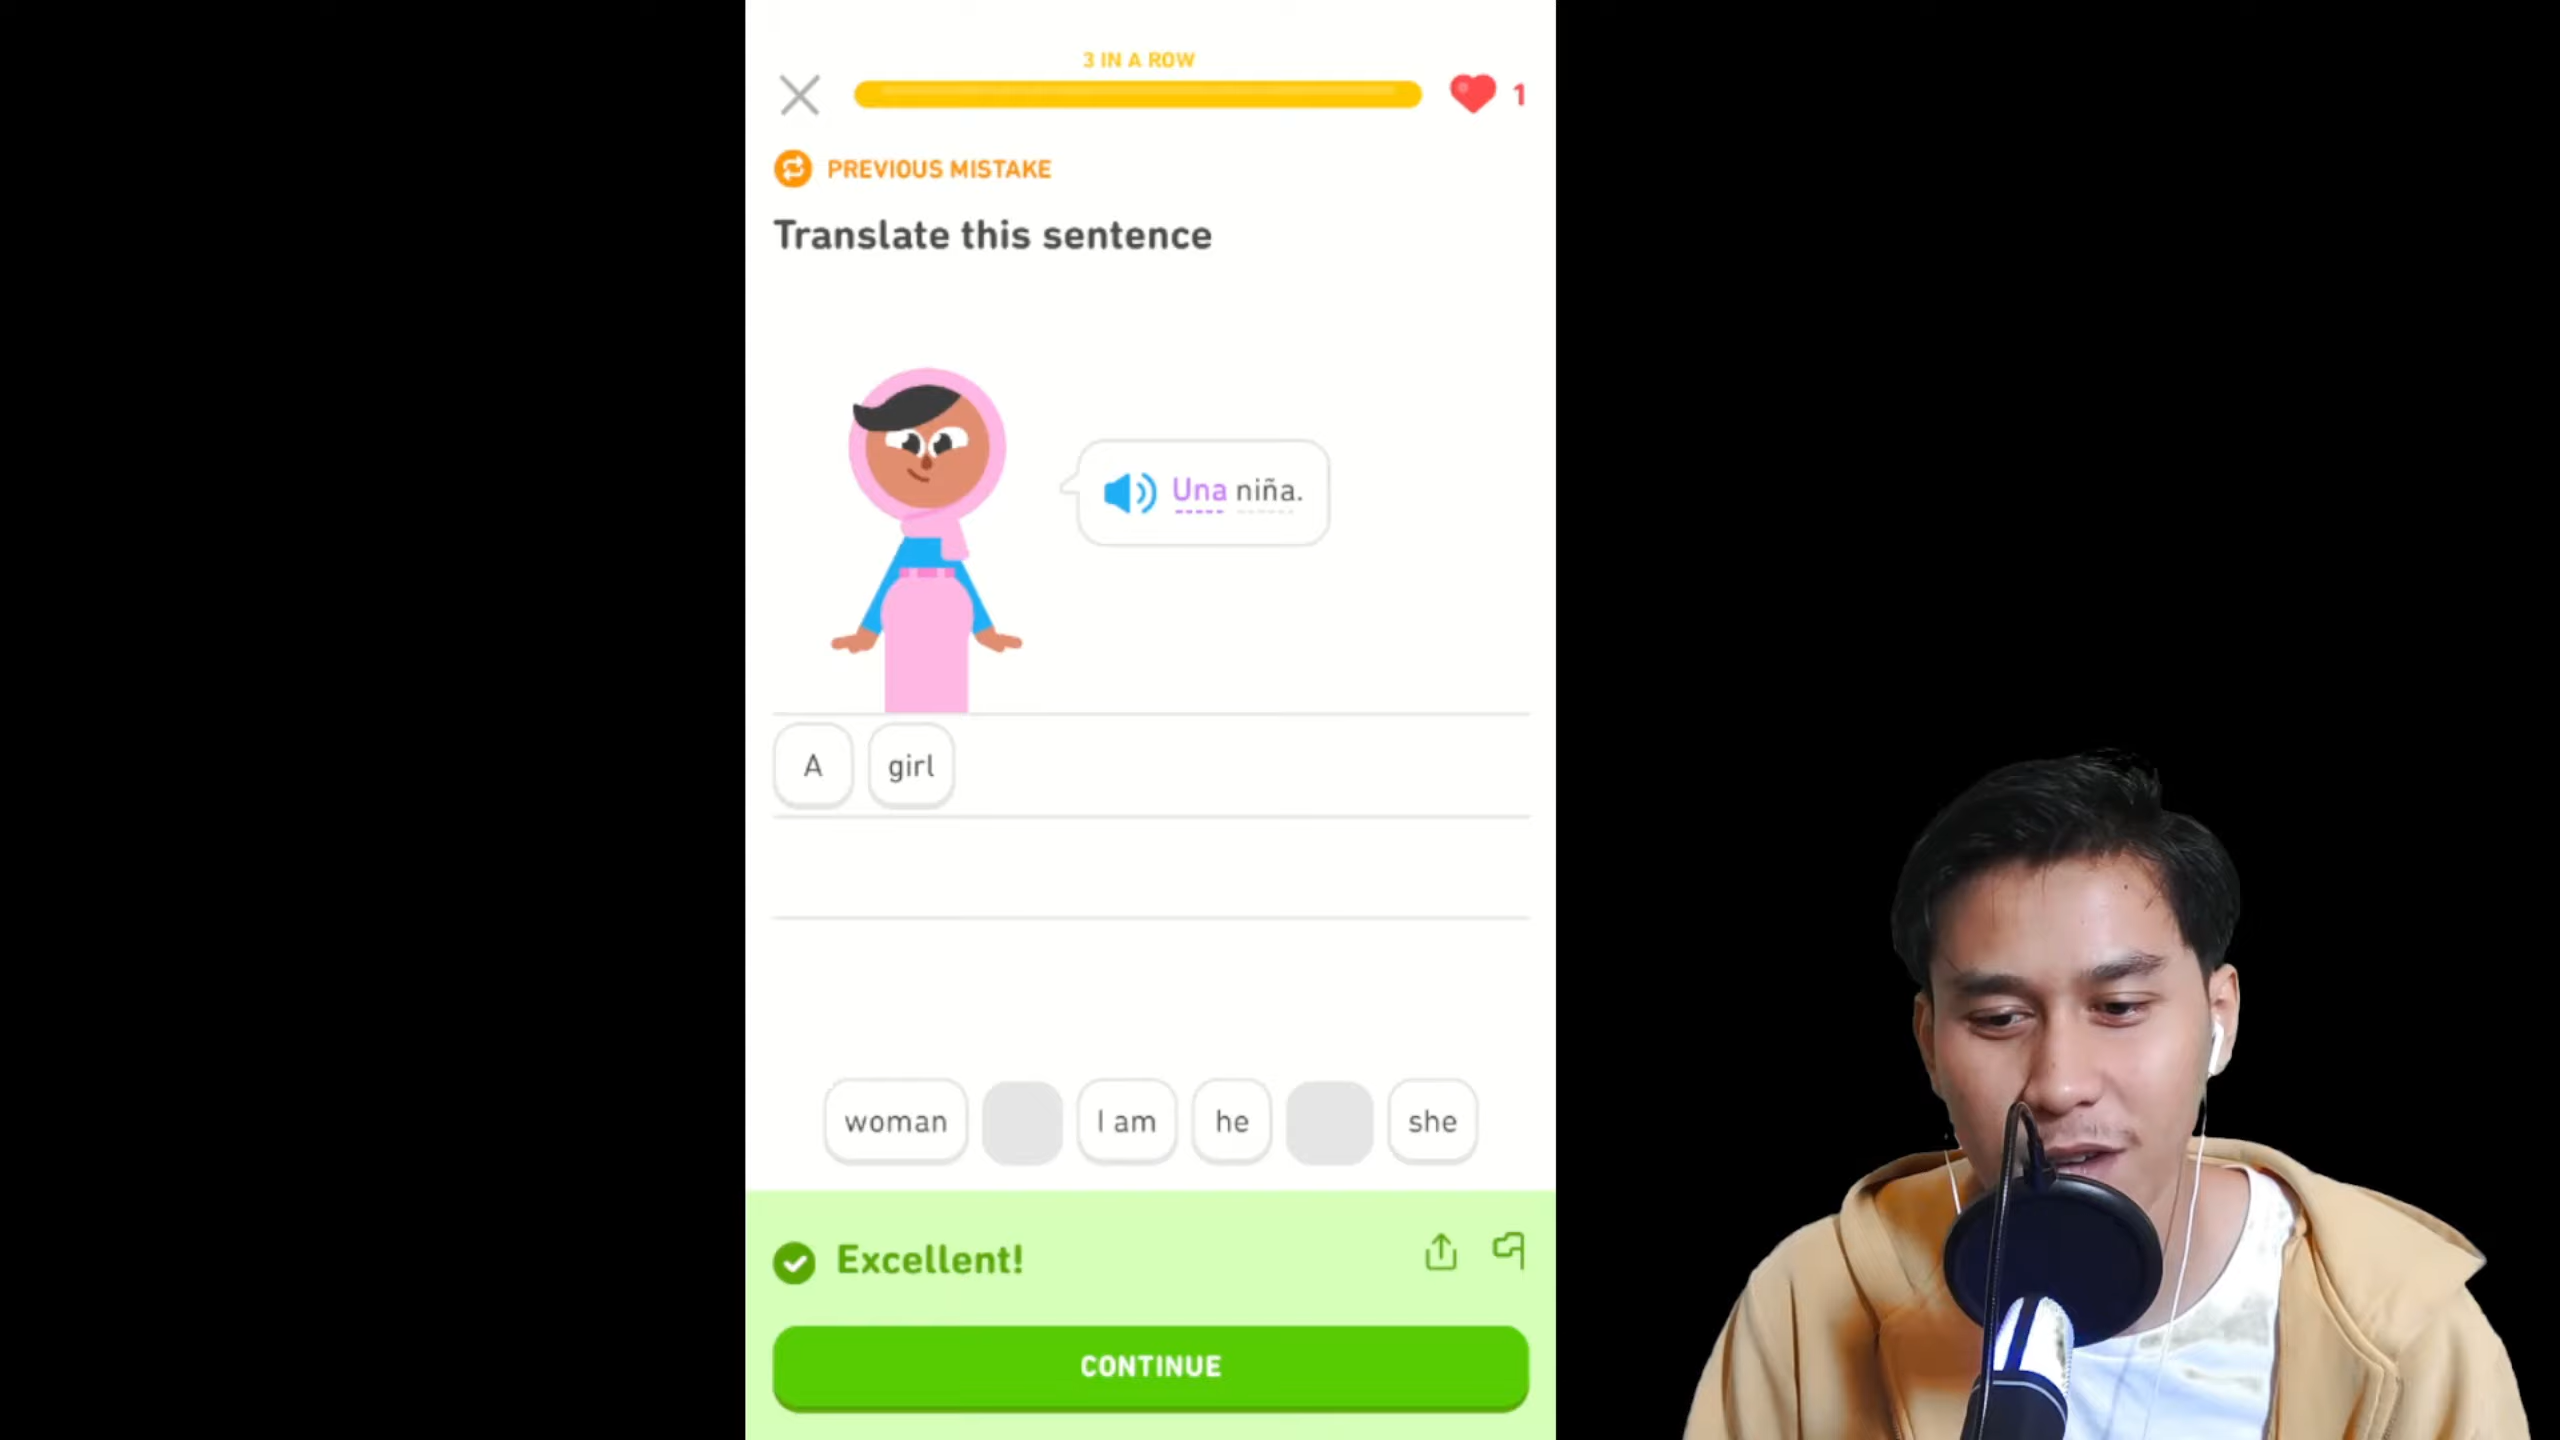 3 IN A ROW
1
PREVIOUS MISTAKE
Translate this sentence
Una niña.
A girl
woman I am he she
Excellent!
CONTINUE